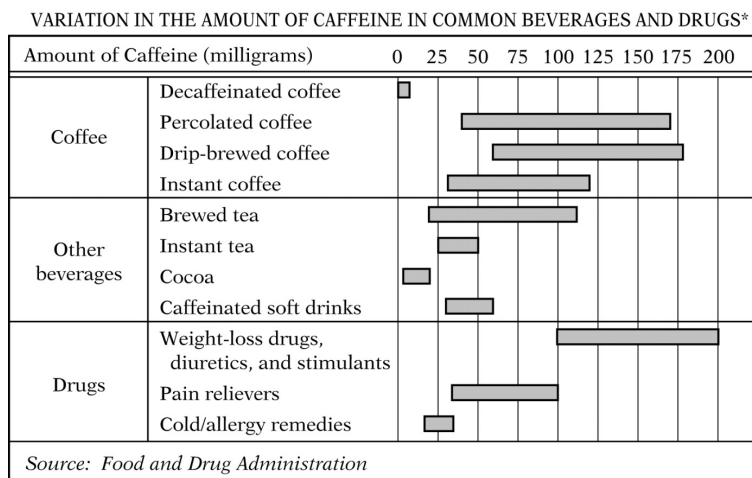 VARIATION IN THE AMOUNT OF CAFFEINE IN COMMON BEVERAGES AND DRUGS*
Amount of Caffeine (milligrams) 0 25 50 75 100 125 150 175 200
Coffee
Decaffeinated coffee
Percolated coffee
Drip-brewed coffee
Instant coffee
Other
beverages
Brewed tea
Instant tea
Cocoa
Caffeinated soft drinks
Drugs
Weight-loss drugs,
diuretics, and stimulants
Pain relievers
Cold/allergy remedies
Source: Food and Drug Administration